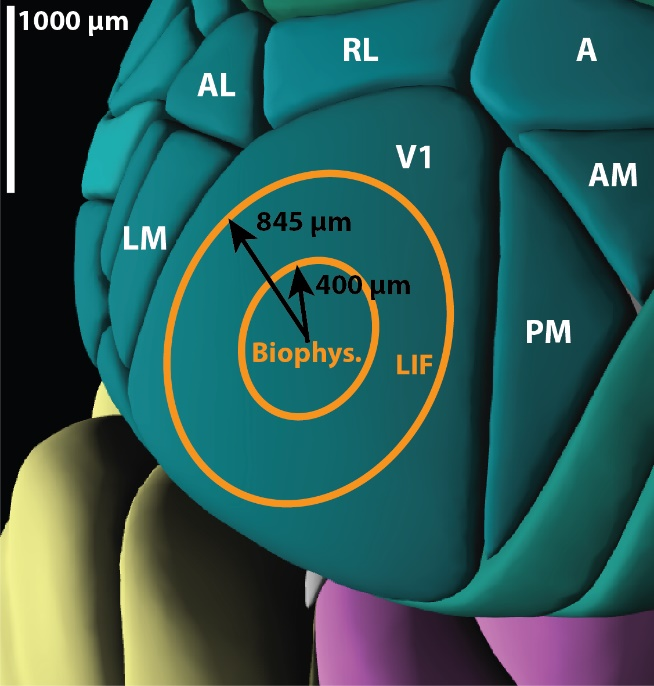 1000 µm
RL
A
AL
V1
AM
845 µm
LM
400 µm
PM
Biophys.
LIF